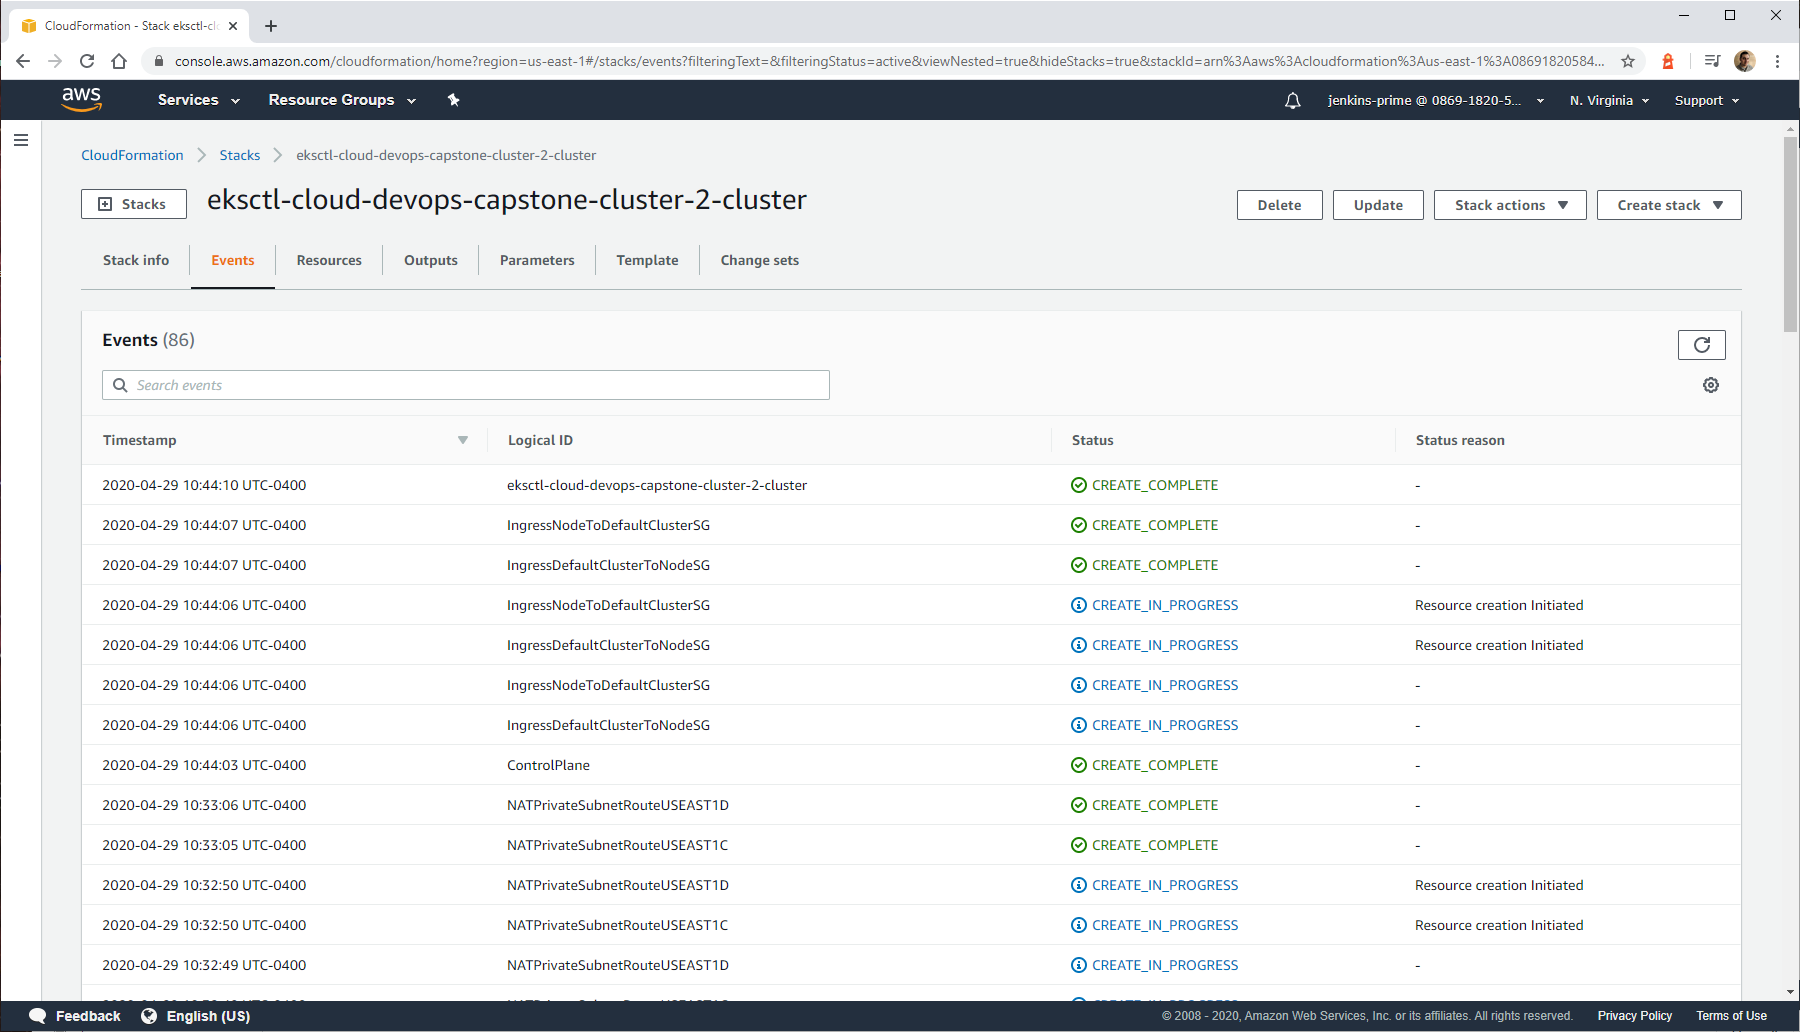 CloudFormation - Stack eksctl-cl
console.aws.amazon.com/cloudformation/home?region=us-east-1#/stacks/events?filteringText=&filteringStatus=active&viewNested=true&hideStacks=true&stackId=arn%3Aaws%3Acloudformation%3Aus-east-1%3A08691820584...
aws Services Resource Groups jenkins-prime @ 0869-1820-5... N. Virginia Support
CloudFormation Stacks eksctl-cloud-devops-capstone-cluster-2-cluster
Stacks eksctl-cloud-devops-capstone-cluster-2-cluster Delete Update Stack actions Create stack
Stack info Events Resources Outputs Parameters Template Change sets
Events (86)
Search events
Timestamp Logical ID Status Status reason
2020-04-29 10:44:10 UTC-0400 eksctl-cloud-devops-capstone-cluster-2-cluster CREATE_COMPLETE -
2020-04-29 10:44:07 UTC-0400 IngressNodeToDefaultClusterSG CREATE_COMPLETE -
2020-04-29 10:44:07 UTC-0400 IngressDefaultClusterToNodeSG CREATE_COMPLETE -
2020-04-29 10:44:06 UTC-0400 IngressNodeToDefaultClusterSG CREATE_IN_PROGRESS Resource creation Initiated
2020-04-29 10:44:06 UTC-0400 IngressDefaultClusterToNodeSG CREATE_IN_PROGRESS Resource creation Initiated
2020-04-29 10:44:06 UTC-0400 IngressNodeToDefaultClusterSG CREATE_IN_PROGRESS -
2020-04-29 10:44:06 UTC-0400 IngressDefaultClusterToNodeSG CREATE_IN_PROGRESS -
2020-04-29 10:44:03 UTC-0400 ControlPlane CREATE_COMPLETE -
2020-04-29 10:33:06 UTC-0400 NATPrivateSubnetRouteUSEAST1D CREATE_COMPLETE -
2020-04-29 10:33:05 UTC-0400 NATPrivateSubnetRouteUSEAST1C CREATE_COMPLETE -
2020-04-29 10:32:50 UTC-0400 NATPrivateSubnetRouteUSEAST1D CREATE_IN_PROGRESS Resource creation Initiated
2020-04-29 10:32:50 UTC-0400 NATPrivateSubnetRouteUSEAST1C CREATE_IN_PROGRESS Resource creation Initiated
2020-04-29 10:32:49 UTC-0400 NATPrivateSubnetRouteUSEAST1D CREATE_IN_PROGRESS -
Feedback English (US) © 2008 - 2020, Amazon Web Services, Inc. or its affiliates. All rights reserved. Privacy Policy Terms of Use